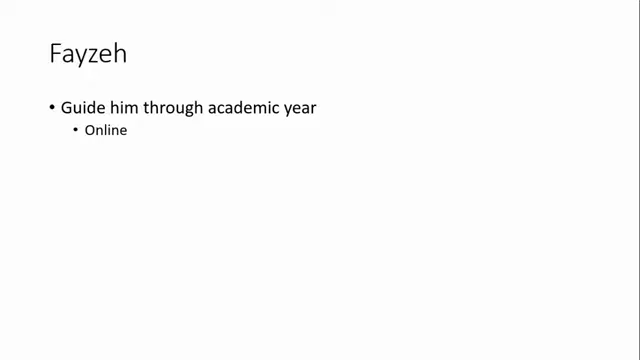 Fayzeh
• Guide him through academic year
• Online